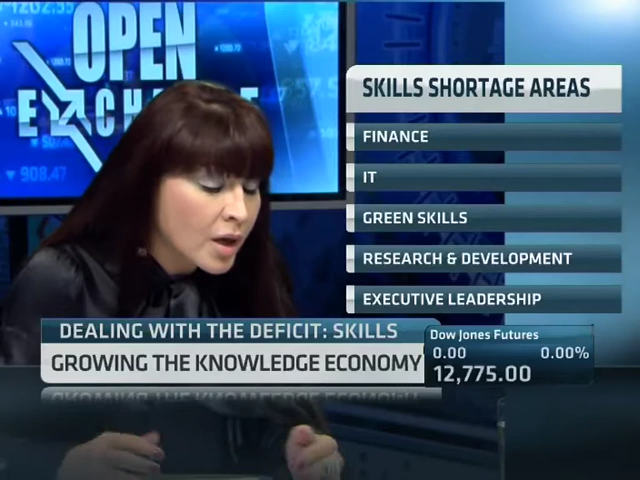 1202.55
OPEN
EXCH E
908.47
SKILLS SHORTAGE AREAS
FINANCE
IT
GREEN SKILLS
RESEARCH & DEVELOPMENT
EXECUTIVE LEADERSHIP
DEALING WITH THE DEFICIT: SKILLS
GROWING THE KNOWLEDGE ECONOMY
Dow Jones Futures
0.00 0.00%
12,775.00